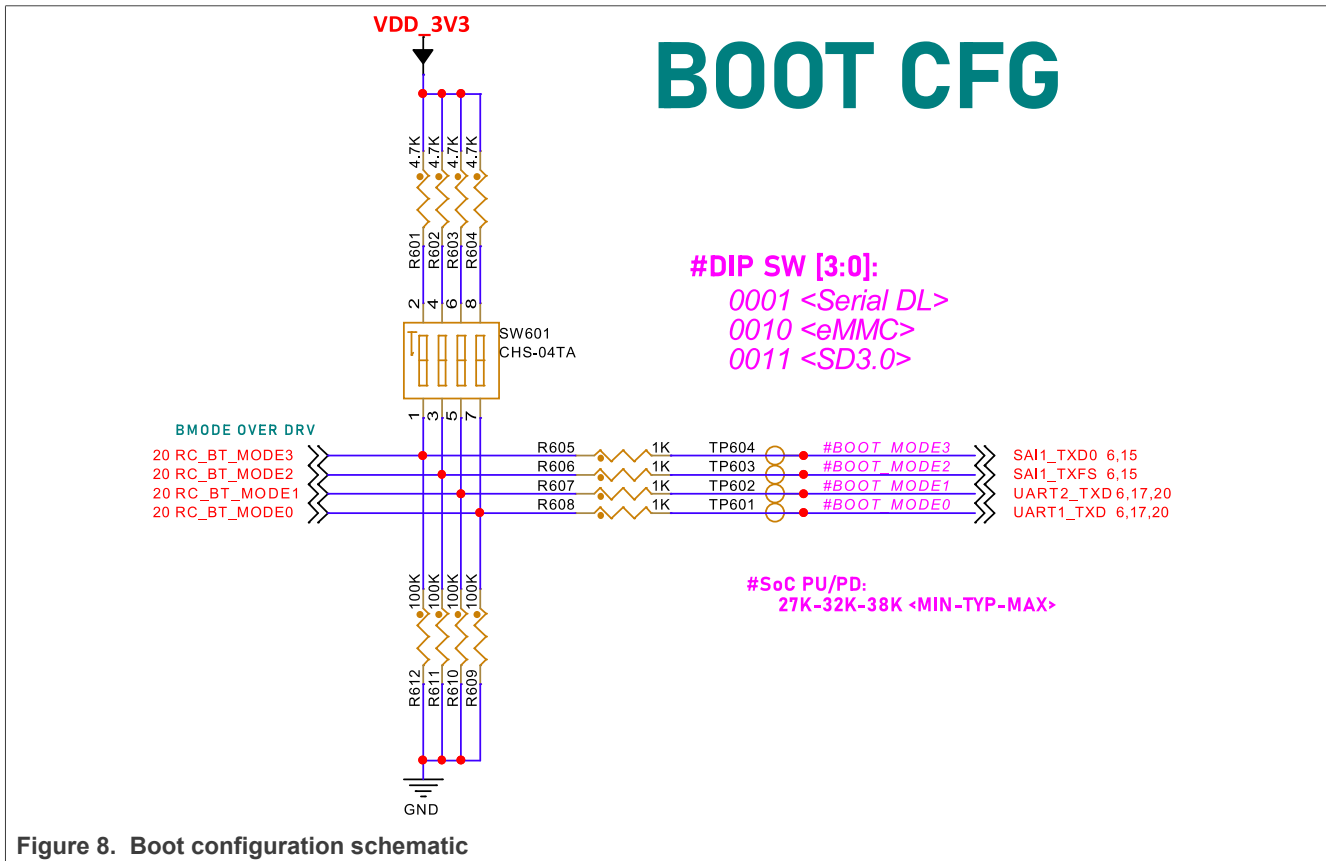 VDD_3V3
BOOT CFG
4.7K
4.7K
4.7K
4.7K
R601
R602
R603
R604
#DIP SW [3:0]:
0001 <Serial DL>
0010 <eMMC>
0011 <SD3.0>
2
4
6
8
SW601
CHS-04TA
1
3
5
7
BMODE OVER DRV
20 RC_BT_MODE3 R605 1K TP604 #BOOT_MODE3 SAI1_TXD0 6,15
20 RC_BT_MODE2 R606 1K TP603 #BOOT_MODE2 SAI1_TXFS 6,15
20 RC_BT_MODE1 R607 1K TP602 #BOOT_MODE1 UART2_TXD 6,17,20
20 RC_BT_MODE0 R608 1K TP601 #BOOT_MODE0 UART1_TXD 6,17,20
100K
100K
100K
100K
R612
R611
R610
R609
#SoC PU/PD:
27K-32K-38K <MIN-TYP-MAX>
GND
Figure 8. Boot configuration schematic